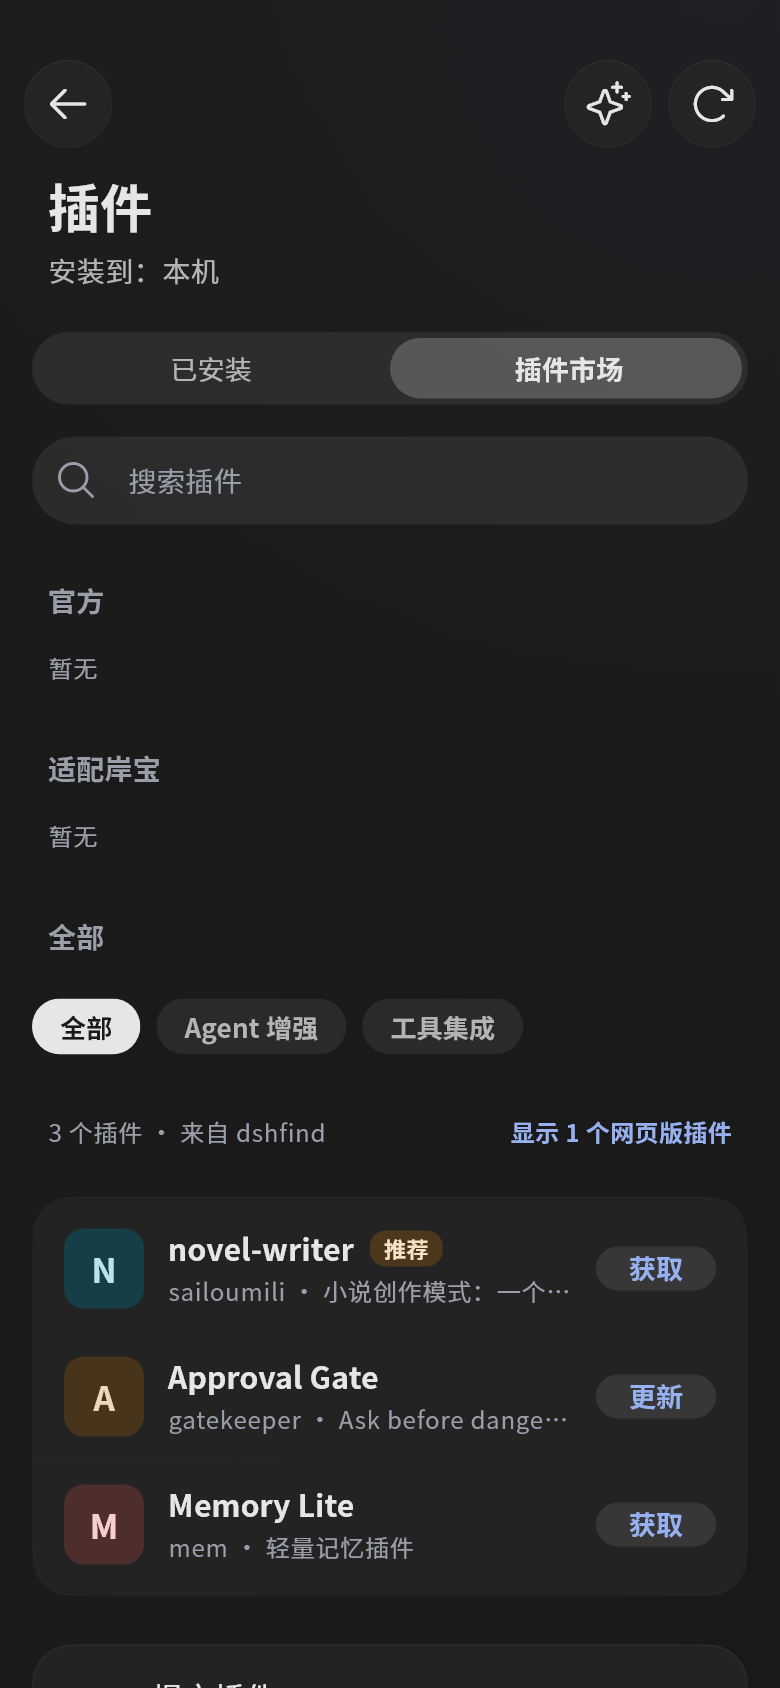 插件
安装到：本机
已安装
插件市场
搜索插件
官方
暂无
适配岸宝
暂无
全部
全部
Agent 增强
工具集成
3 个插件 · 来自 dshfind
显示 1 个网页版插件
N
novel-writer
推荐
sailoumili · 小说创作模式：一个…
获取
A
Approval Gate
gatekeeper · Ask before dange…
更新
M
Memory Lite
mem · 轻量记忆插件
获取